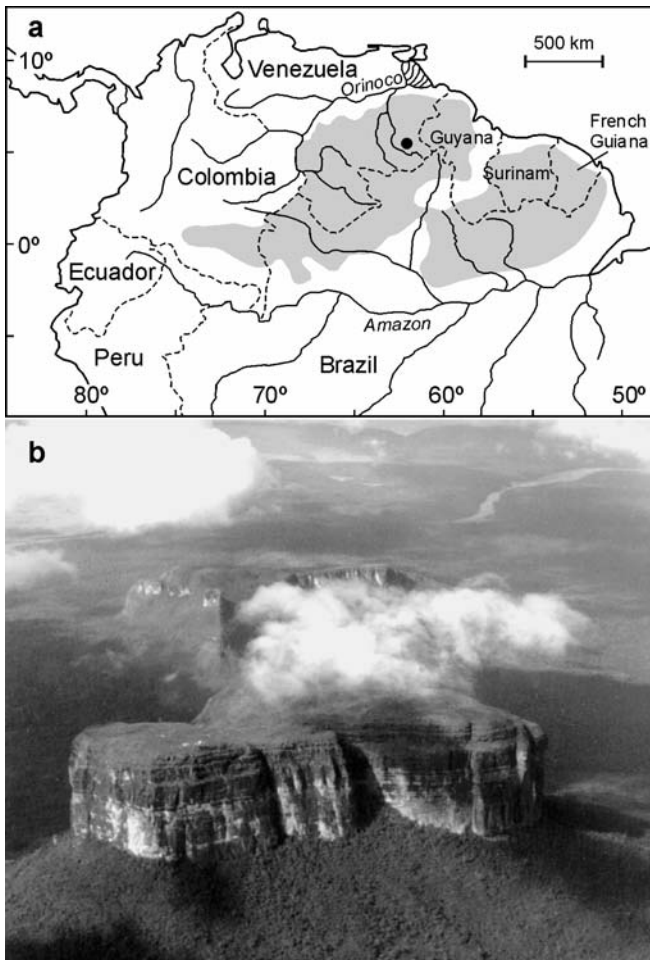 a
10º
Venezuela
Orinoco
500 km
Guyana
French
Guiana
Surinam
Colombia
0º
Ecuador
Amazon
Peru
Brazil
80º
70º
60º
50º
b